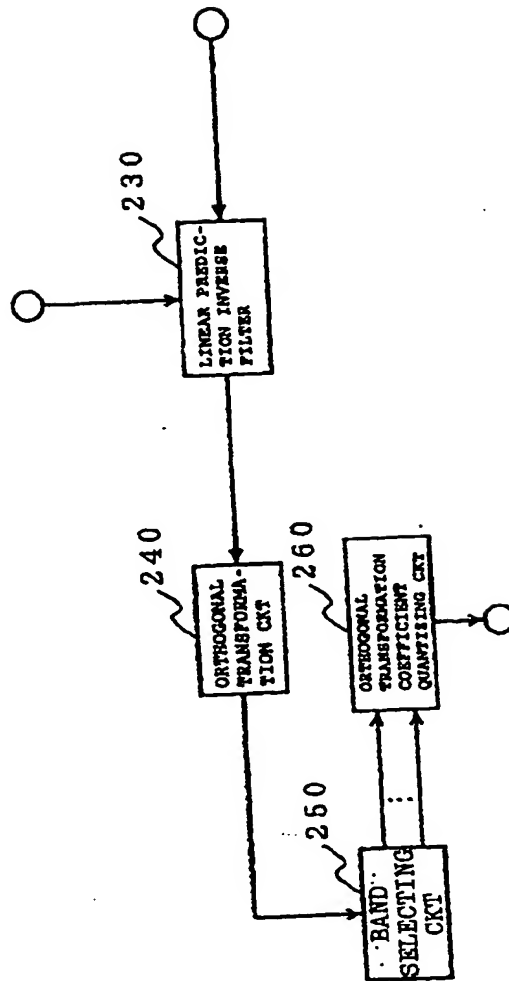 230
LINEAR PREDIC-
TION INVERSE
FILTER
240
ORTHOGONAL
TRANSFORMA-
TION CKT
250
BAND
SELECTING
CKT
260
ORTHOGONAL
TRANSFORMATION
COEFFICIENT
QUANTIZING CKT